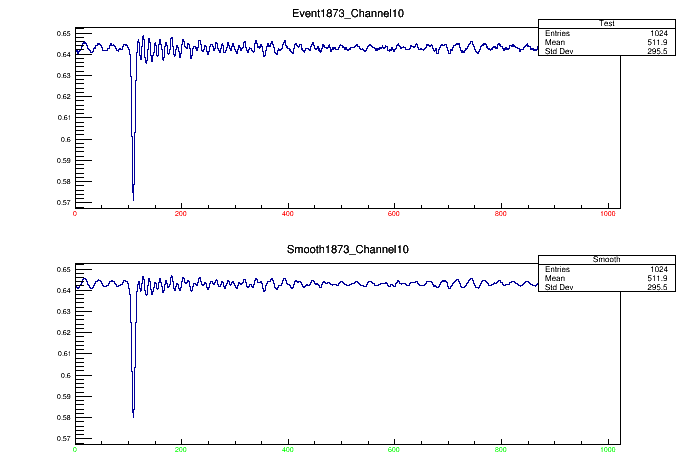 Event1873_Channel10
Test
Entries 1024
Mean 511.9
Std Dev 295.5
0.65
0.64
0.63
0.62
0.61
0.6
0.59
0.58
0.57
0 200 400 600 800 1000
Smooth1873_Channel10
Smooth
Entries 1024
Mean 511.9
Std Dev 295.5
0.65
0.64
0.63
0.62
0.61
0.6
0.59
0.58
0.57
0 200 400 600 800 1000